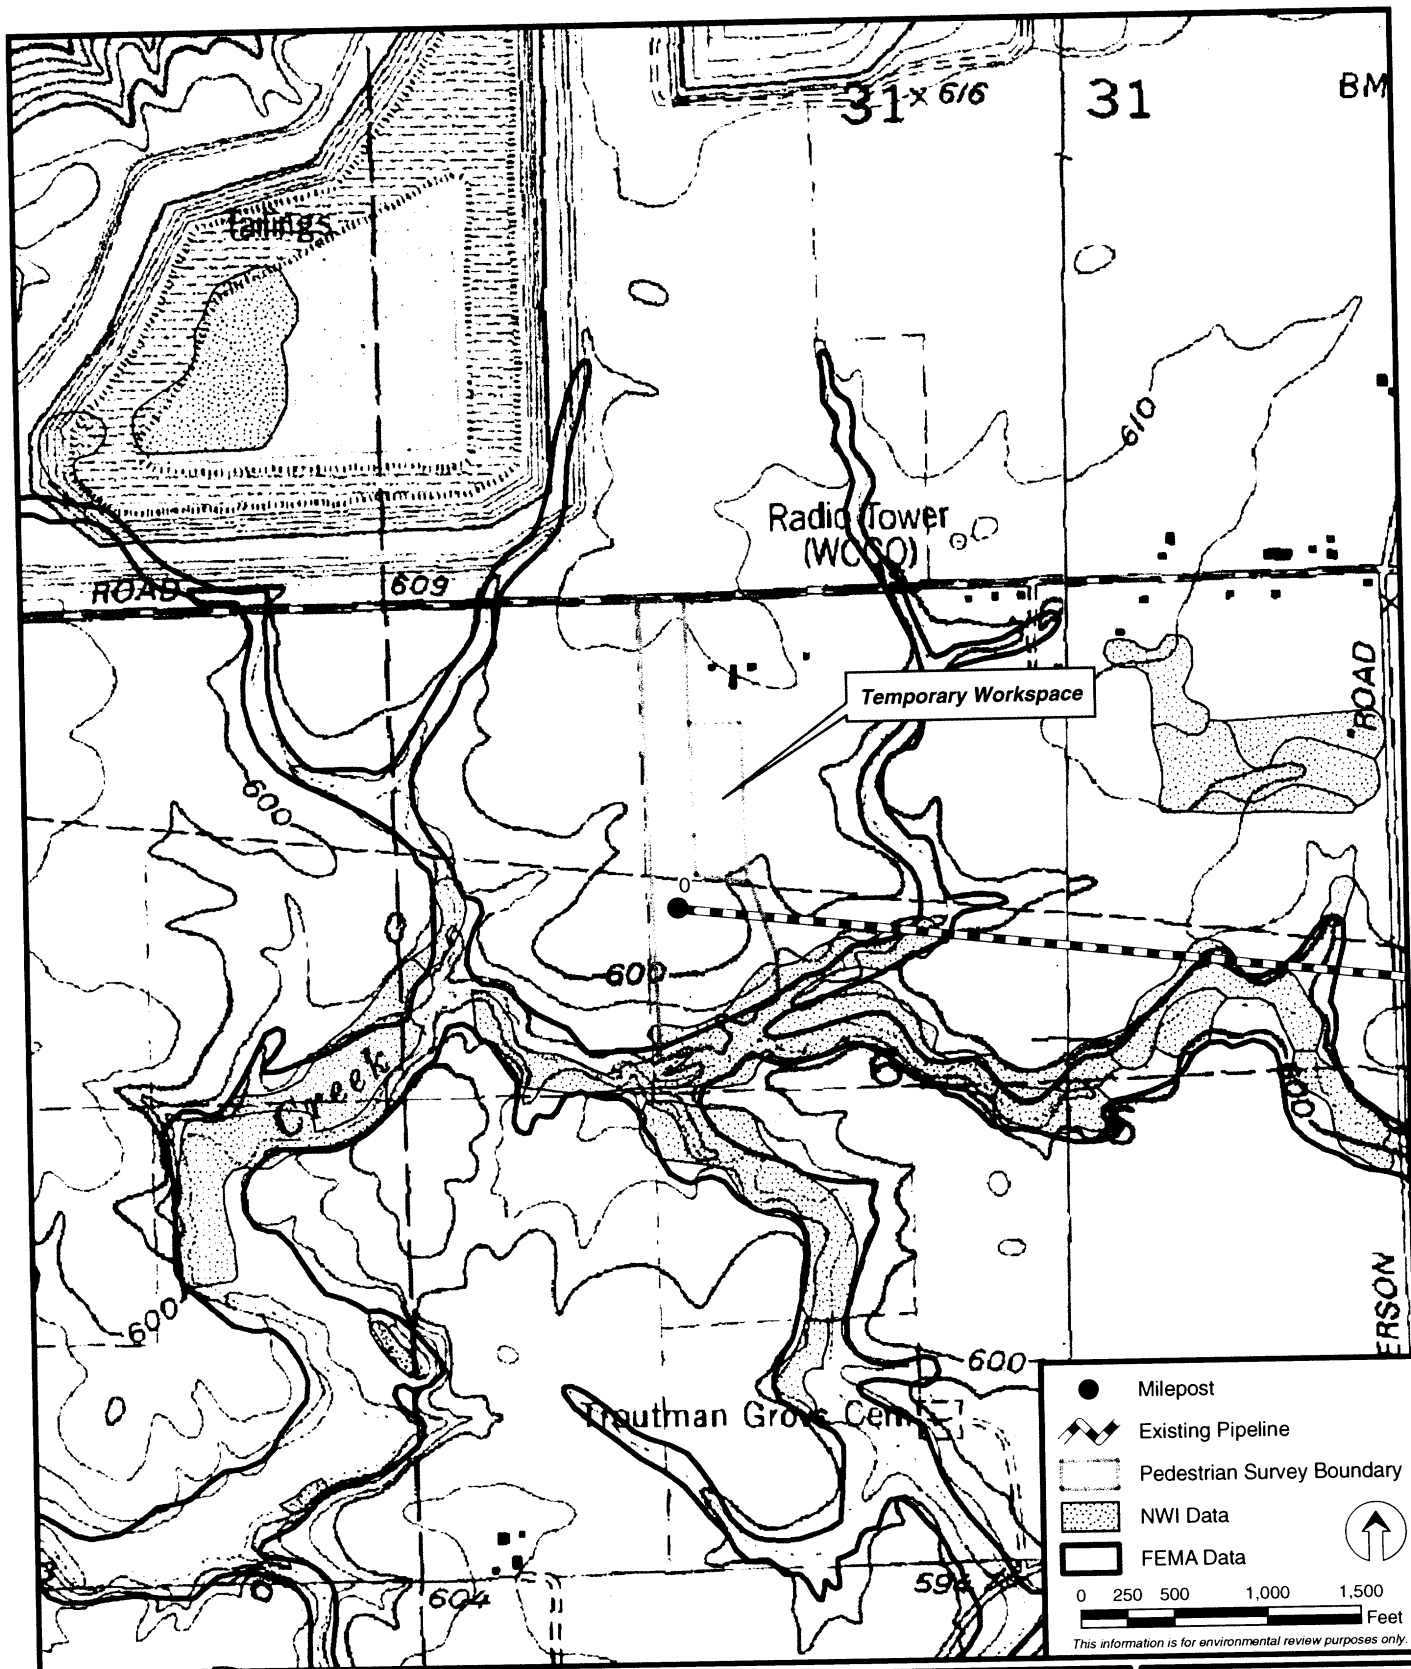 31
× 616
31
BM
Tailings
610
Radio Tower
(WCCO)
ROAD
609
ROAD
Temporary Workspace
600
0
600
Creek
600
600
ERSON
600
Troutman Grove Cem
604
594
Milepost
Existing Pipeline
Pedestrian Survey Boundary
NWI Data
FEMA Data
0 250 500 1,000 1,500
Feet
This information is for environmental review purposes only.